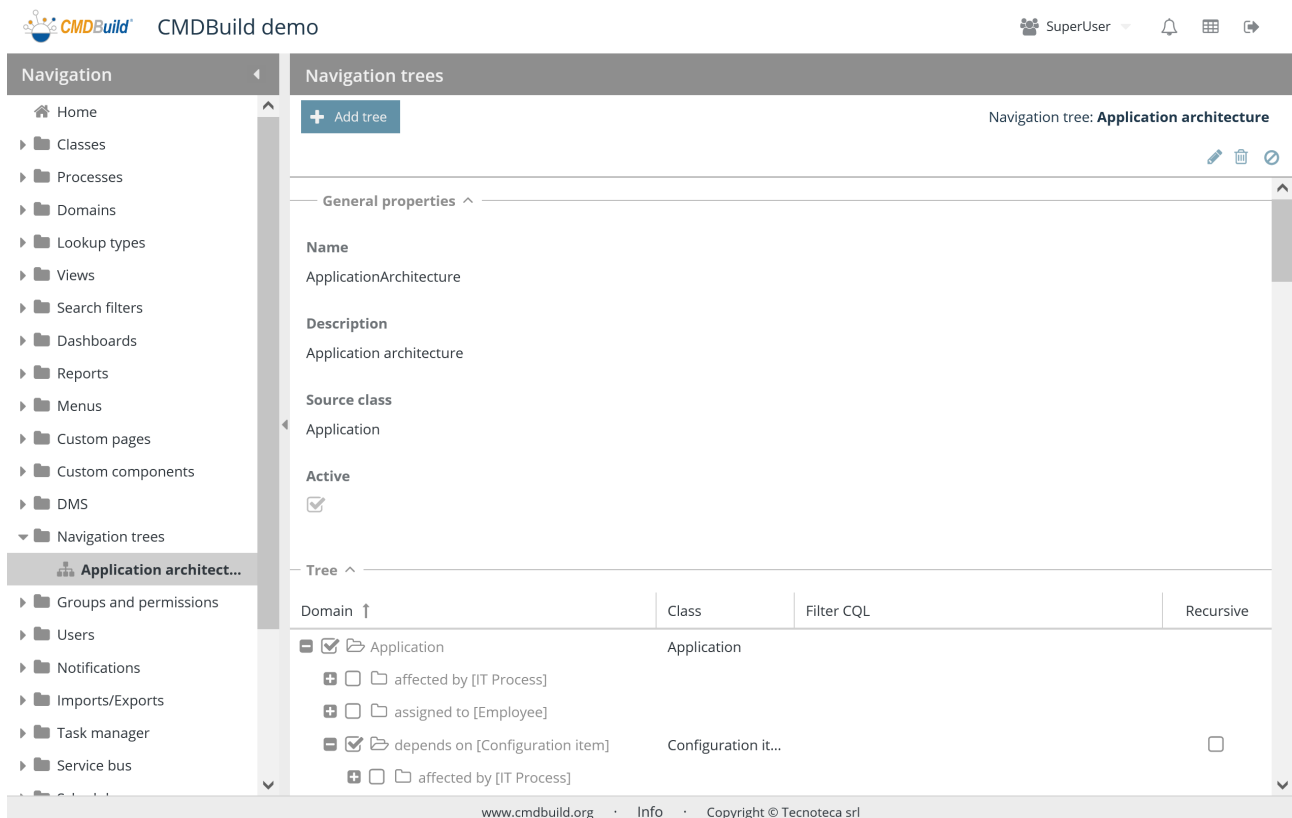 CMDBuild CMDBuild demo SuperUser
Navigation
Navigation trees
Home
Classes
Processes
Domains
Lookup types
Views
Search filters
Dashboards
Reports
Menus
Custom pages
Custom components
DMS
Navigation trees
Application architect...
Groups and permissions
Users
Notifications
Imports/Exports
Task manager
Service bus
Add tree
Navigation tree: Application architecture
General properties
Name
ApplicationArchitecture
Description
Application architecture
Source class
Application
Active
Tree
Domain Class Filter CQL Recursive
Application Application
affected by [IT Process]
assigned to [Employee]
depends on [Configuration item] Configuration it...
affected by [IT Process]
www.cmdbuild.org · Info · Copyright © Tecnoteca srl